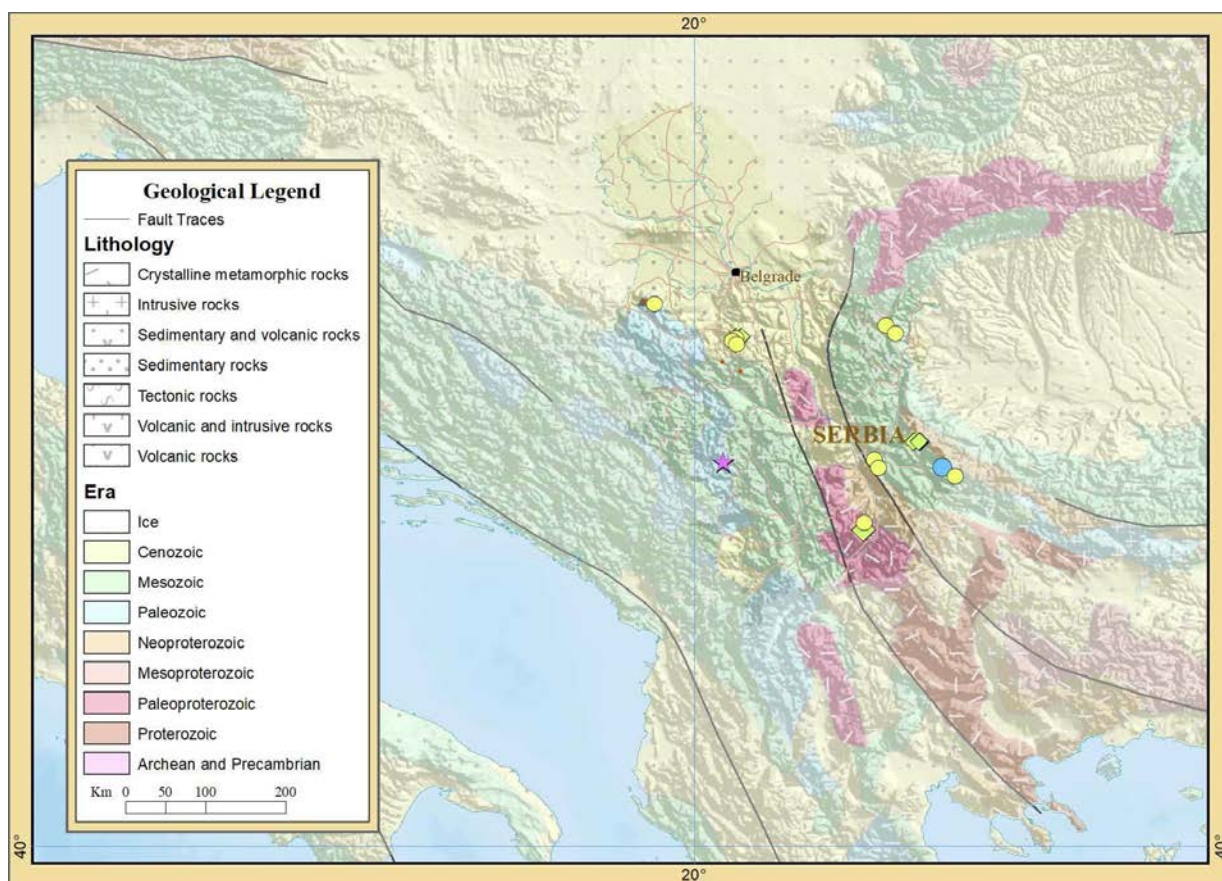 20°
Geological Legend
Fault Traces
Lithology
Crystalline metamorphic rocks
Intrusive rocks
Sedimentary and volcanic rocks
Sedimentary rocks
Tectonic rocks
Volcanic and intrusive rocks
Volcanic rocks
Era
Ice
Cenozoic
Mesozoic
Paleozoic
Neoproterozoic
Mesoproterozoic
Paleoproterozoic
Proterozoic
Archean and Precambrian
Km 0 50 100 200
Belgrade
SERBIA
40°
40°
20°